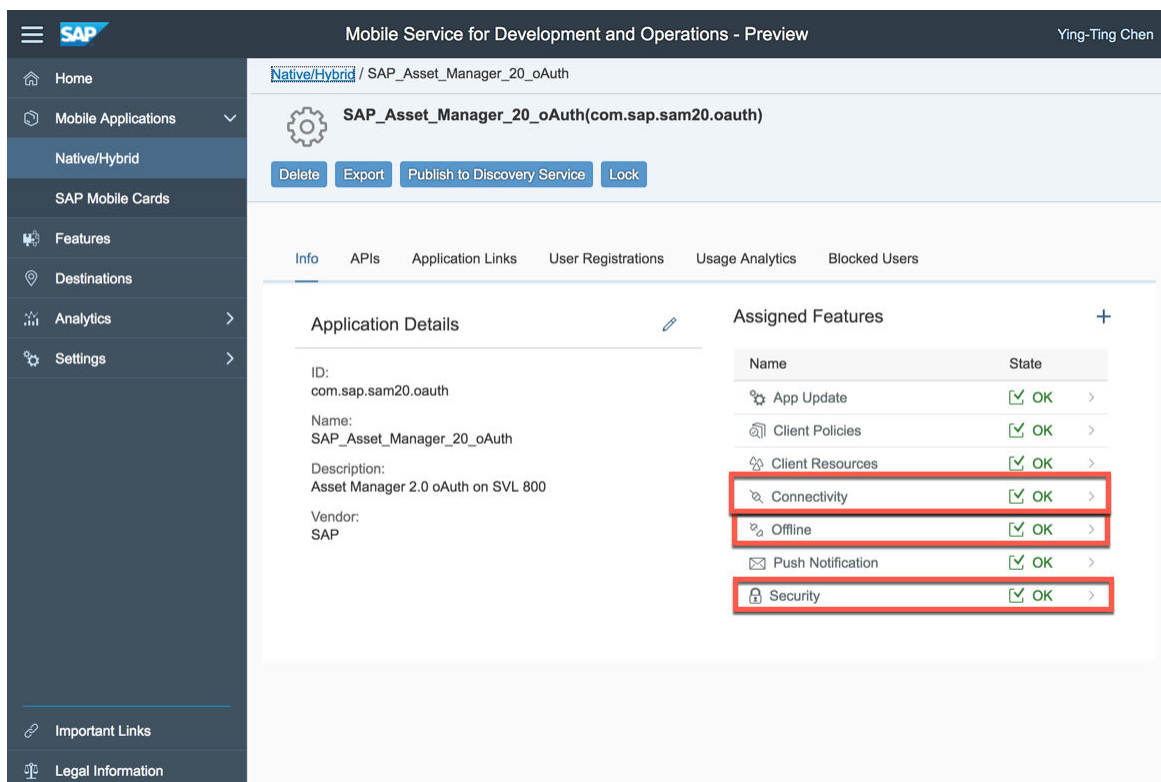 SAP
Mobile Service for Development and Operations - Preview
Ying-Ting Chen
Home
Mobile Applications
Native/Hybrid
SAP Mobile Cards
Features
Destinations
Analytics
Settings
Important Links
Legal Information
Native/Hybrid / SAP_Asset_Manager_20_oAuth
SAP_Asset_Manager_20_oAuth(com.sap.sam20.oauth)
Delete Export Publish to Discovery Service Lock
Info APIs Application Links User Registrations Usage Analytics Blocked Users
Application Details
ID:
com.sap.sam20.oauth
Name:
SAP_Asset_Manager_20_oAuth
Description:
Asset Manager 2.0 oAuth on SVL 800
Vendor:
SAP
Assigned Features
Name State
App Update OK
Client Policies OK
Client Resources OK
Connectivity OK
Offline OK
Push Notification OK
Security OK